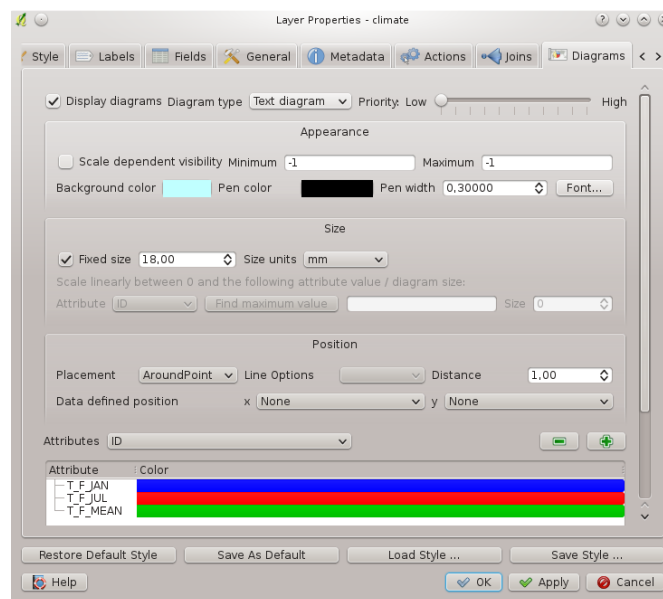 Layer Properties - climate
Style Labels Fields General Metadata Actions Joins Diagrams
Display diagrams Diagram type Text diagram Priority: Low High
Appearance
Scale dependent visibility Minimum -1 Maximum -1
Background color Pen color Pen width 0,30000 Font...
Size
Fixed size 18,00 Size units mm
Scale linearly between 0 and the following attribute value / diagram size:
Attribute ID Find maximum value Size 0
Position
Placement AroundPoint Line Options Distance 1,00
Data defined position x None y None
Attributes ID
Attribute Color
T_F_JAN
T_F_JUL
T_F_MEAN
Restore Default Style Save As Default Load Style ... Save Style ...
Help OK Apply Cancel